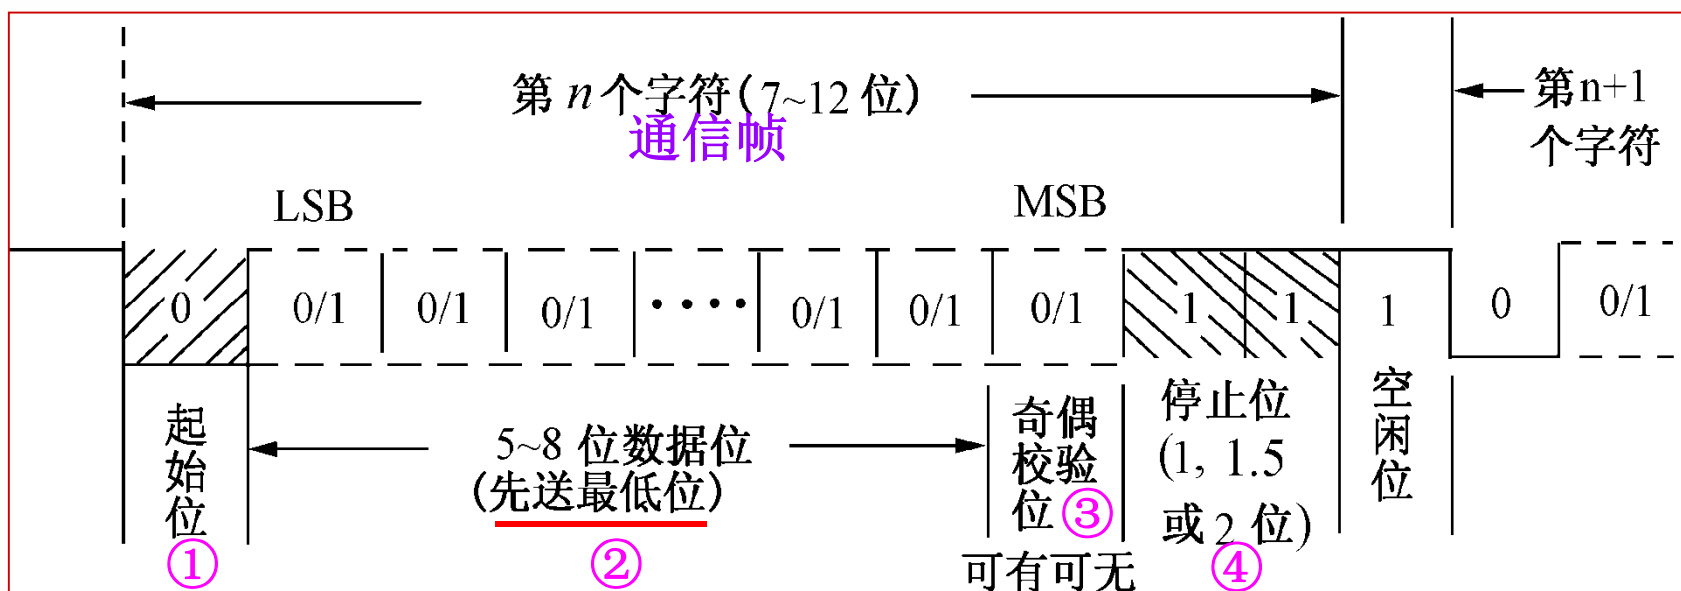 第 n 个字符(7~12 位)
通信帧
第n+1
个字符
LSB
MSB
0 0/1 0/1 0/1 ···· 0/1 0/1 0/1 1 1 1 0 0/1
起始位
①
5~8 位数据位
(先送最低位)
②
奇偶
校验
位③
可有可无
停止位
(1, 1.5
或 2 位)
④
空闲位